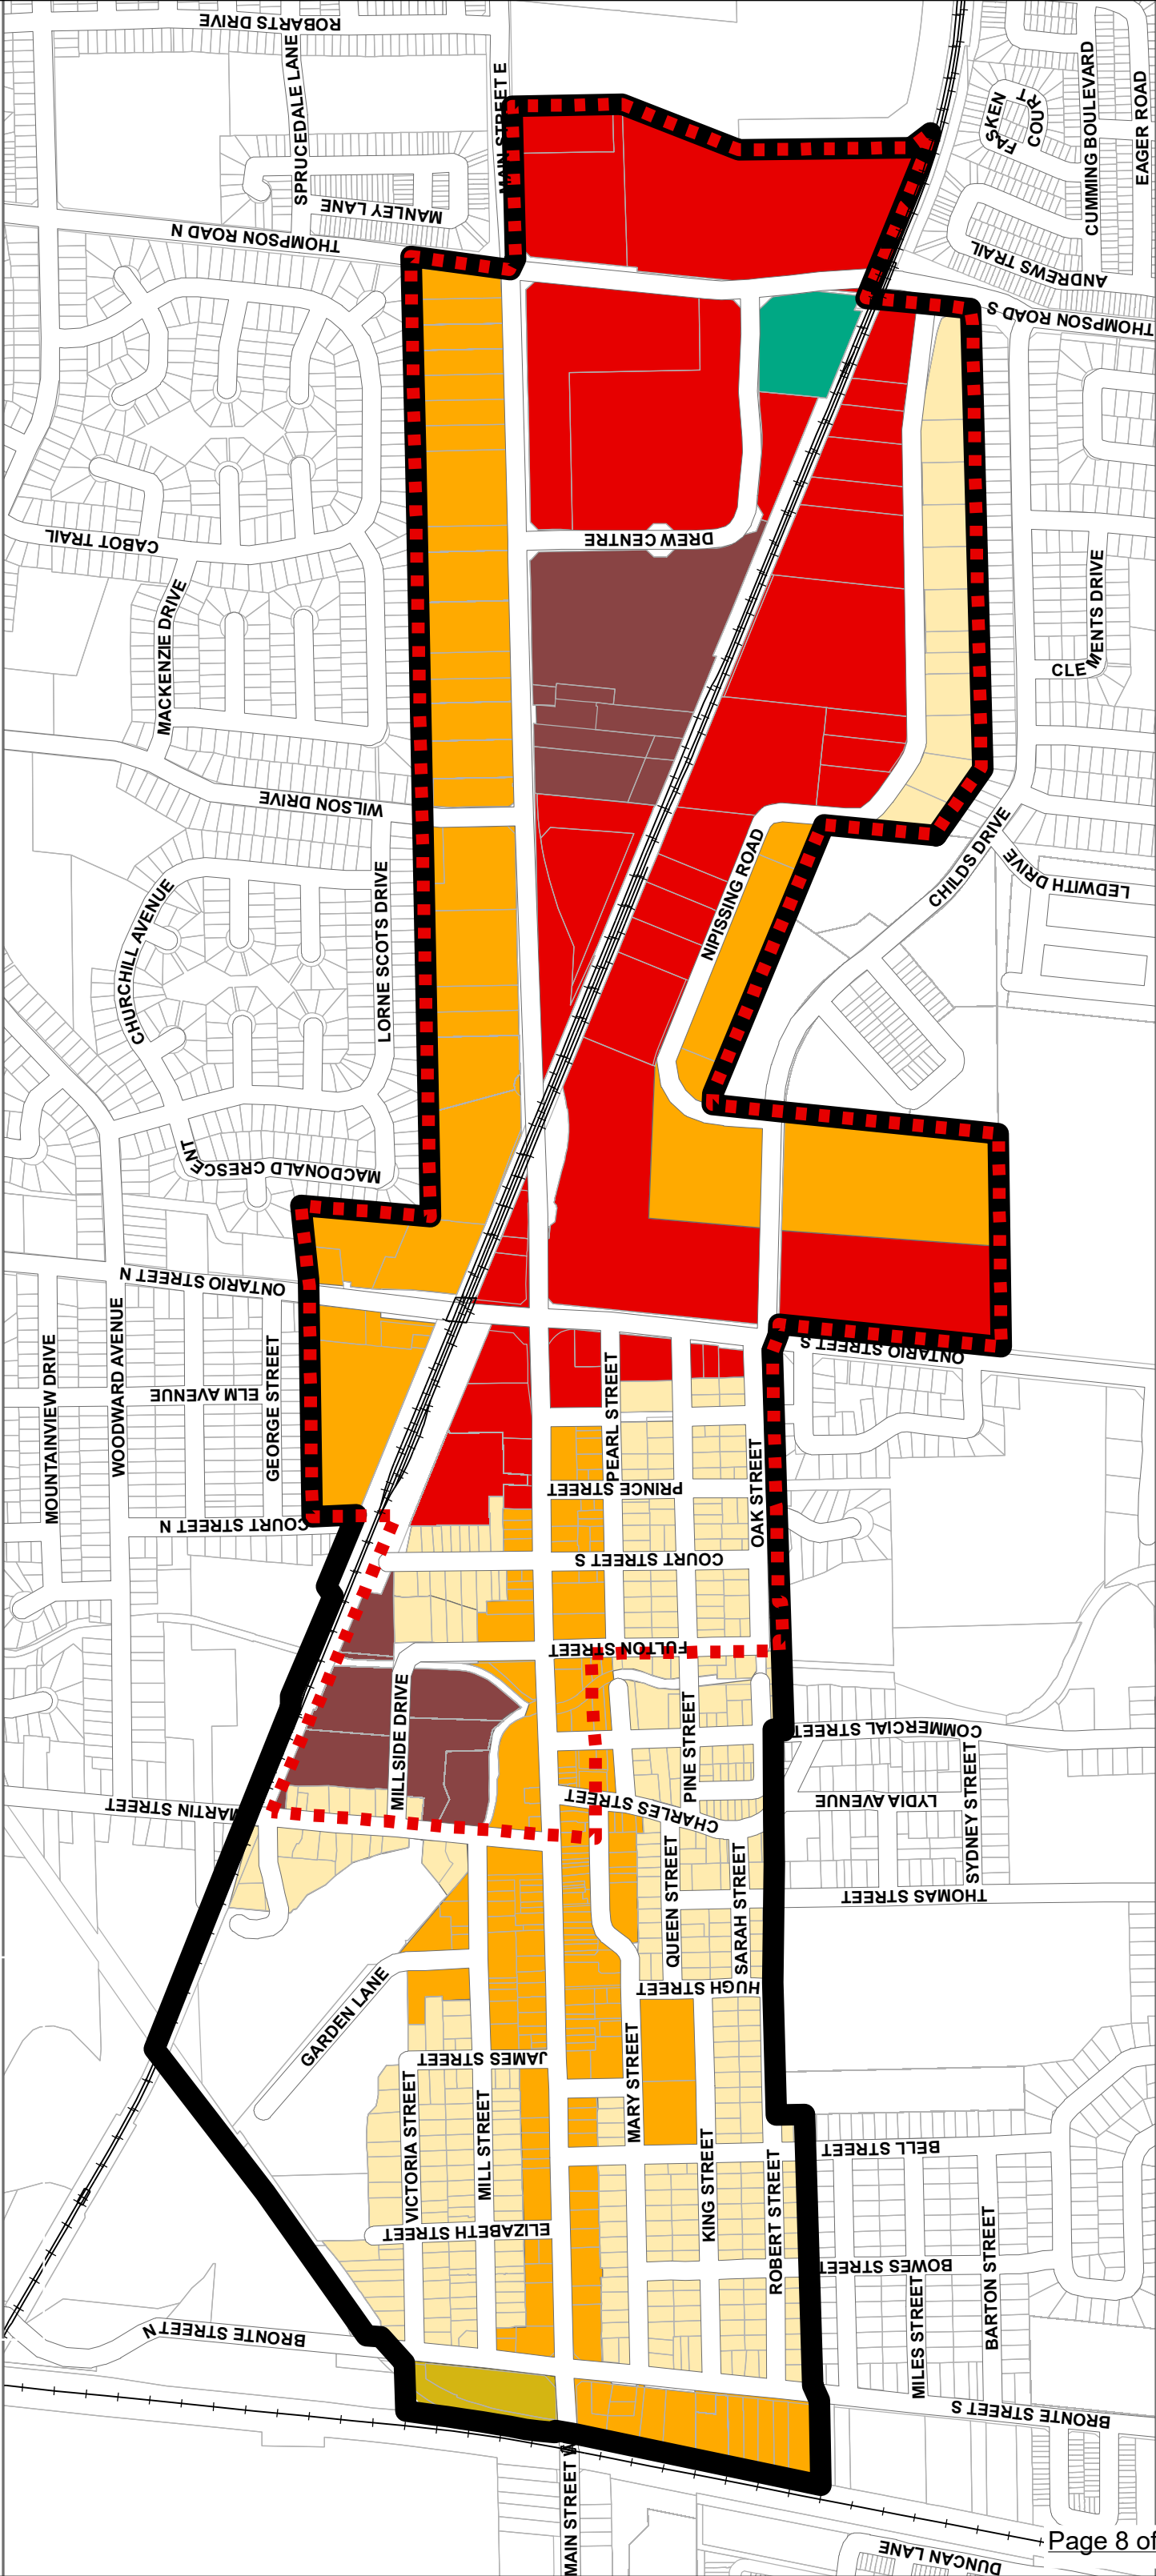 ROBARTS DRIVE
SPRUCEDALE LANE
MAIN STREET E
MANLEY LANE
THOMPSON ROAD N
FASKEN
COURT
CUMMING BOULEVARD
EAGER ROAD
ANDREWS TRAIL
THOMPSON ROAD S
CABOT TRAIL
DREW CENTRE
MACKENZIE DRIVE
CLEMENTS DRIVE
WILSON DRIVE
CHURCHILL AVENUE
LORNE SCOTS DRIVE
NIPISSING ROAD
CHILDS DRIVE
LEDWITH DRIVE
MACDONALD CRESCENT
ONTARIO STREET N
MOUNTAINVIEW DRIVE
WOODWARD AVENUE
ELM AVENUE
GEORGE STREET
ONTARIO STREET S
PEARL STREET
PRINCE STREET
OAK STREET
COURT STREET N
COURT STREET S
FULTON STREET
MILLSIDE DRIVE
PINE STREET
COMMERCIAL STREET
MARTIN STREET
CHARLES STREET
LYDIA AVENUE
SYDNEY STREET
QUEEN STREET
SARAH STREET
THOMAS STREET
HUGH STREET
GARDEN LANE
JAMES STREET
MARY STREET
VICTORIA STREET
MILL STREET
KING STREET
BELL STREET
ROBERT STREET
ELIZABETH STREET
BOWES STREET
MILES STREET
BARTON STREET
BRONTE STREET N
BRONTE STREET S
MAIN STREET W
DUNCAN LANE
Page 8 of